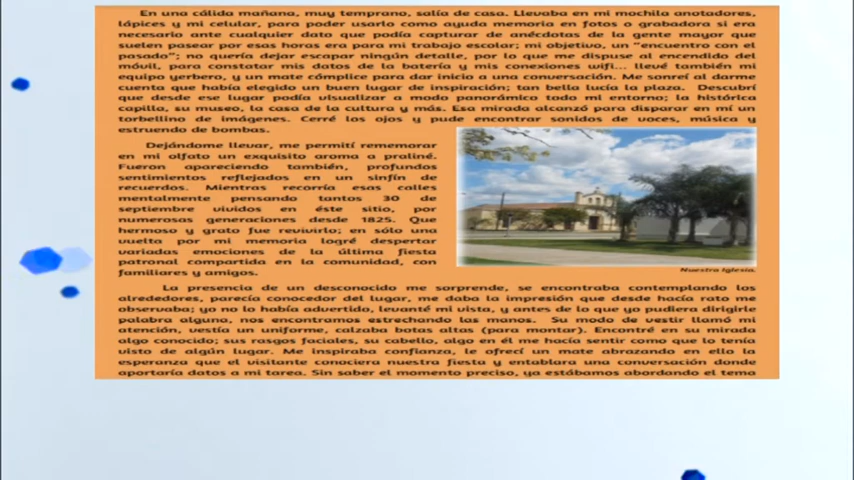 En una cálida mañana, muy temprano, salía de casa. Llevaba en mi mochila anotadores,
lápices y mi celular, para poder usarlo como ayuda memoria en fotos o grabadora si era
necesario ante cualquier dato que podía capturar de anécdotas de la gente mayor que
suelen pasear por esas horas era para mi trabajo escolar; mi objetivo, un "encuentro con el
pasado"; no quería dejar escapar ningún detalle, por lo que me dispuse al encendido del
móvil, para constatar mis datos de la batería y mis conexiones wifi... llevé también mi
equipo yerbero, y un mate cómplice para dar inicio a una conversación. Me sonreí al darme
cuenta que había elegido un buen lugar de inspiración; tan bella lucía la plaza. Descubrí
que desde ese lugar podía visualizar a modo panorámico todo mi entorno; la histórica
capilla, su museo, la casa de la cultura y más. Esa mirada alcanzó para disparar en mí un
torbellino de imágenes. Cerré los ojos y pude encontrar sonidos de voces, música y
estruendo de bombas.
Dejándome llevar, me permití rememorar
en mi olfato un exquisito aroma a praliné.
Fueron apareciendo también, profundos
sentimientos reflejados en un sinfín de
recuerdos. Mientras recorría esas calles
mentalmente pensando tantos 30 de
septiembre vividos en éste sitio, por
numerosas generaciones desde 1825. Que
hermoso y grato fue revivirlo; en sólo una
vuelta por mi memoria logré despertar
variadas emociones de la última fiesta
patronal compartida en la comunidad, con
familiares y amigos.
Nuestra Iglesia.
La presencia de un desconocido me sorprende, se encontraba contemplando los
alrededores, parecía conocedor del lugar, me daba la impresión que desde hacía rato me
observaba; yo no lo había advertido, levanté mi vista, y antes de lo que yo pudiera dirigirle
palabra alguna, nos encontramos estrechando las manos. Su modo de vestir llamó mi
atención, vestía un uniforme, calzaba botas altas (para montar). Encontré en su mirada
algo conocido; sus rasgos faciales, su cabello, algo en él me hacía sentir como que lo tenía
visto de algún lugar. Me inspiraba confianza, le ofrecí un mate abrazando en ello la
esperanza que el visitante conociera nuestra fiesta y entablara una conversación donde
aportaría datos a mi tarea. Sin saber el momento preciso, ya estábamos abordando el tema